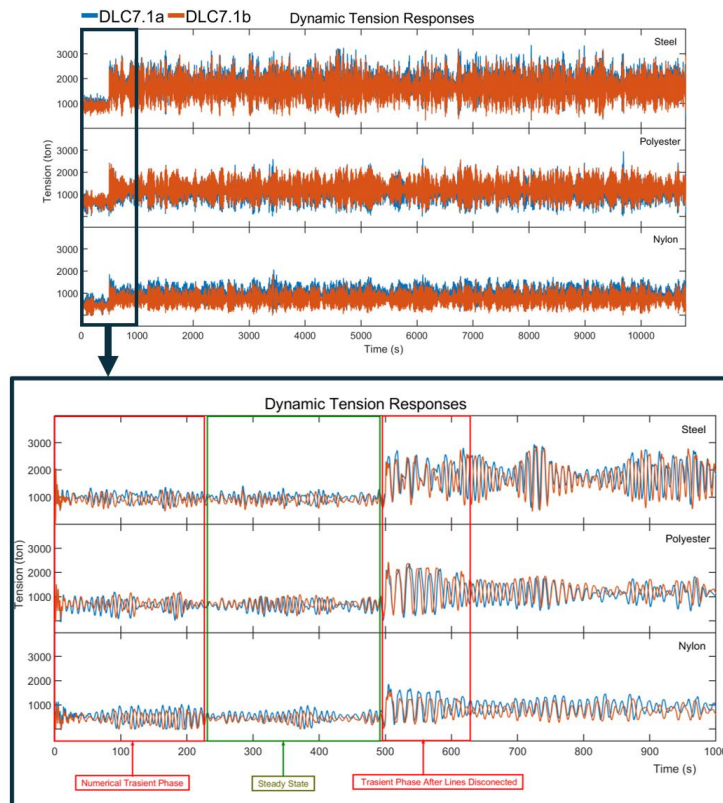 DLC7.1a DLC7.1b Dynamic Tension Responses
Steel
3000
2000
1000
Polyester
Tension (ton)
3000
2000
1000
Nylon
3000
2000
1000
0 1000 2000 3000 4000 5000 6000 7000 8000 9000 10000
Time (s)
Dynamic Tension Responses
Steel
3000
2000
1000
Polyester
Tension (ton)
3000
2000
1000
Nylon
3000
2000
1000
0 100 200 300 400 500 600 700 800 900 1000
Time (s)
Numerical Trasient Phase Steady State Trasient Phase After Lines Disconected